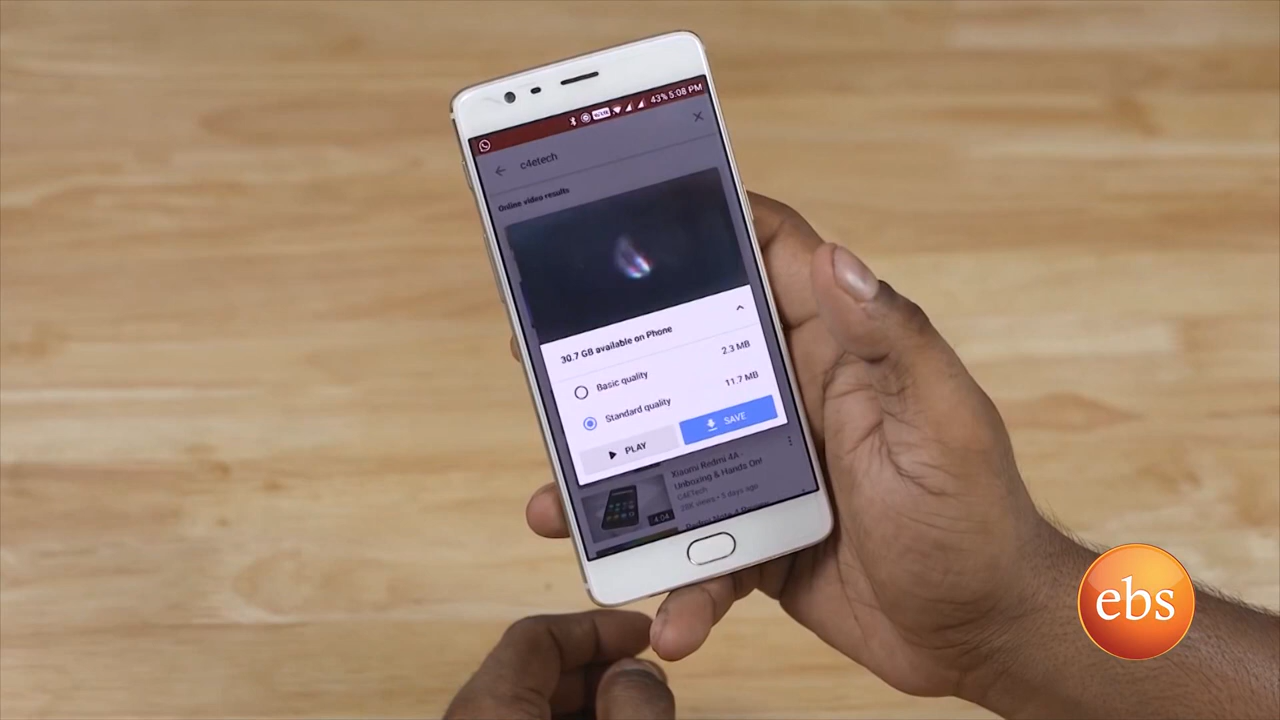 43% 5:08 PM
c4etech
Online video results
30.7 GB available on Phone
Basic quality 2.3 MB
Standard quality 11.7 MB
PLAY SAVE
Xiaomi Redmi 4A -
Unboxing & Hands On!
C4ETech
28K views • 5 days ago
4:04
ebs